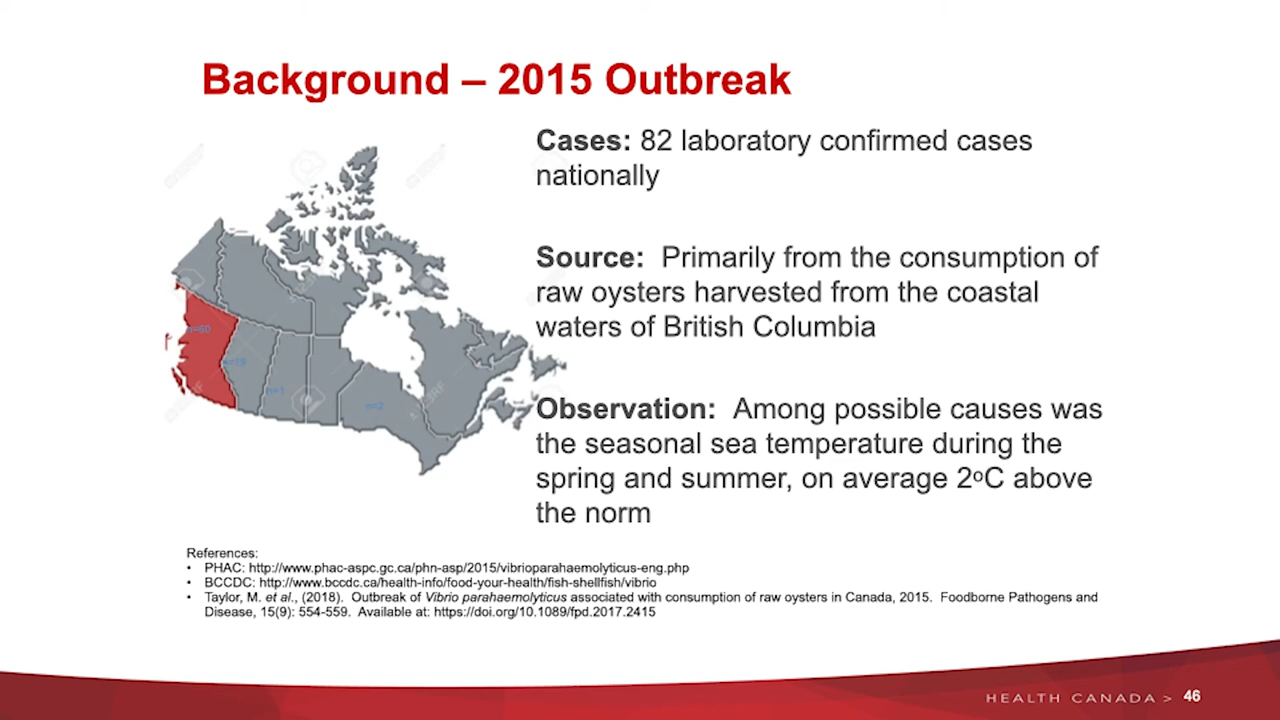 Background – 2015 Outbreak
Cases: 82 laboratory confirmed cases
nationally
Source: Primarily from the consumption of
raw oysters harvested from the coastal
waters of British Columbia
Observation: Among possible causes was
the seasonal sea temperature during the
spring and summer, on average 2ºC above
the norm
n=60
n=19
n=1
n=2
References:
• PHAC: http://www.phac-aspc.gc.ca/phn-asp/2015/vibrioparahaemolyticus-eng.php
• BCCDC: http://www.bccdc.ca/health-info/food-your-health/fish-shellfish/vibrio
• Taylor, M. et al., (2018). Outbreak of Vibrio parahaemolyticus associated with consumption of raw oysters in Canada, 2015. Foodborne Pathogens and
Disease, 15(9): 554-559. Available at: https://doi.org/10.1089/fpd.2017.2415
HEALTH CANADA > 46